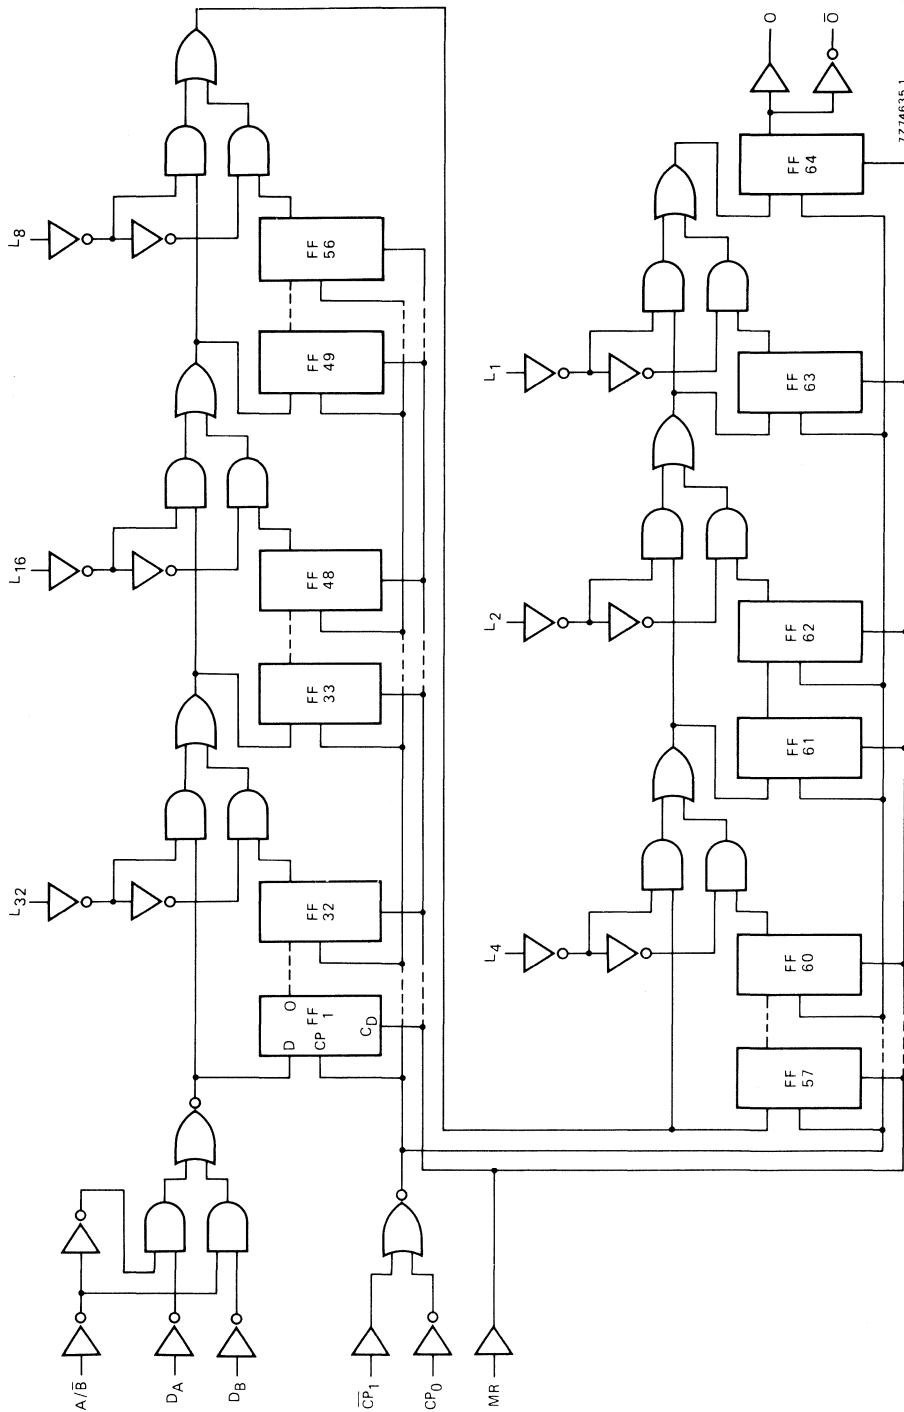 L8
L16
L32
FF 56
FF 49
FF 48
FF 33
FF 32
O
D FF
CP 1
CD
A/B̅
DA
DB
C̅P̅1
CP0
MR
O
O̅
FF 64
L1
FF 63
L2
FF 62
FF 61
L4
FF 60
FF 57
7Z74635.1